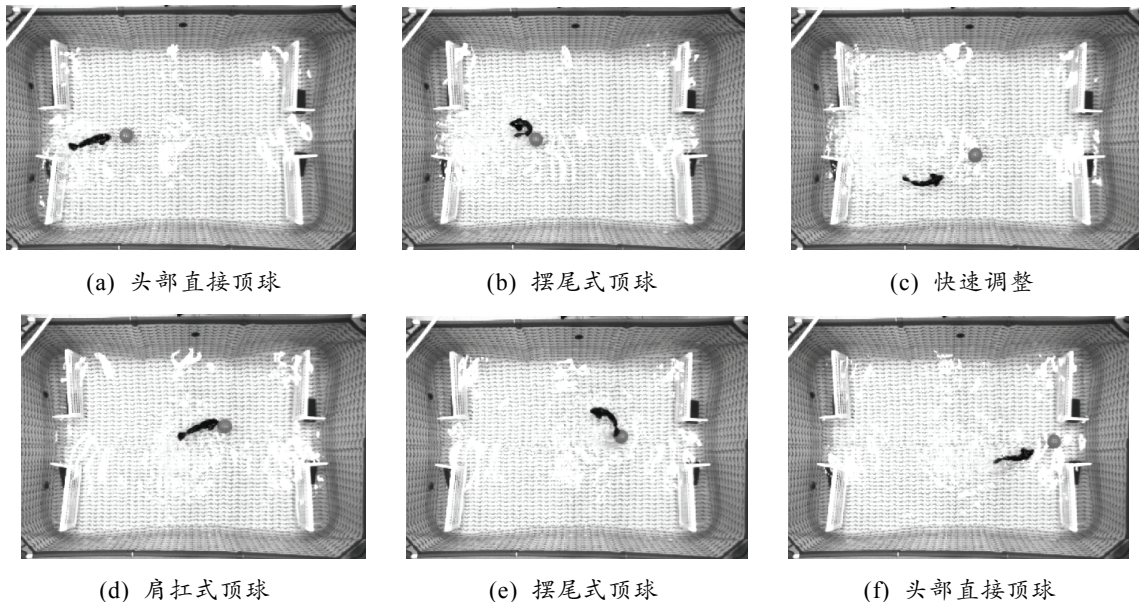 (a) 头部直接顶球
(b) 摆尾式顶球
(c) 快速调整
(d) 肩扛式顶球
(e) 摆尾式顶球
(f) 头部直接顶球